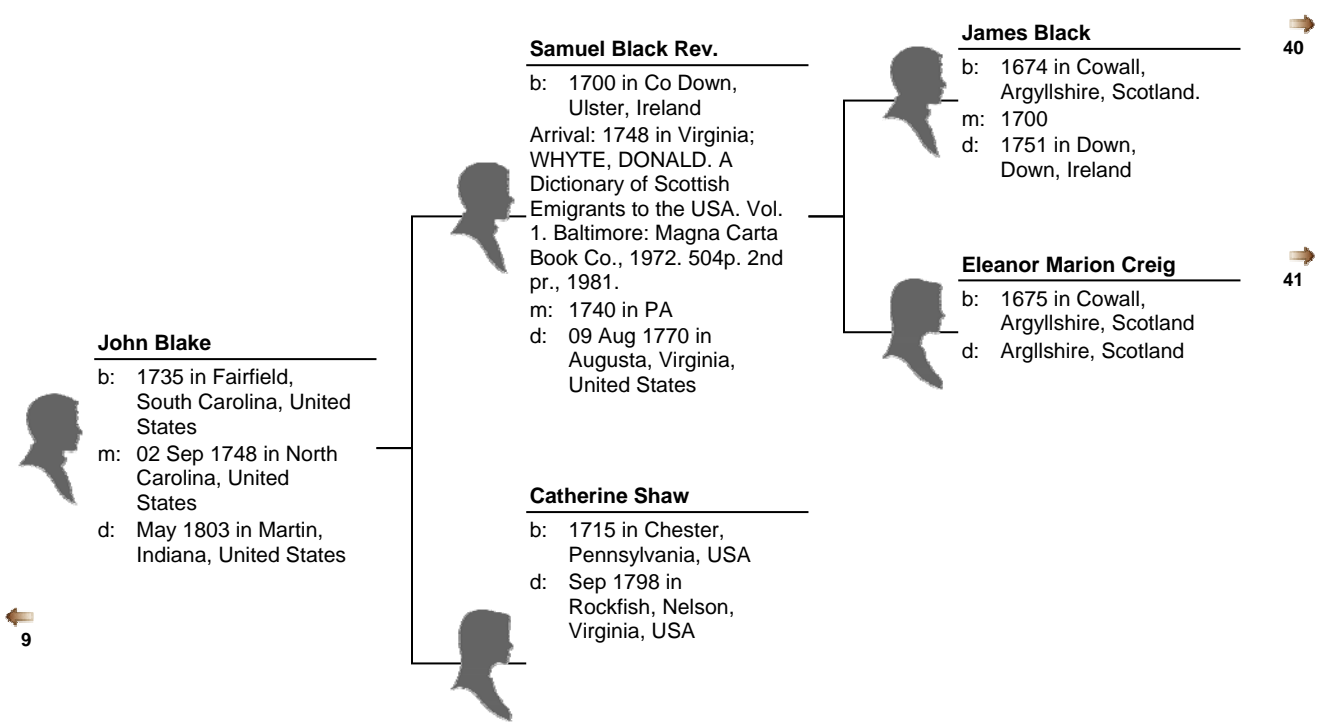 John Blake
b: 1735 in Fairfield,
South Carolina, United
States
m: 02 Sep 1748 in North
Carolina, United
States
d: May 1803 in Martin,
Indiana, United States
9
Samuel Black Rev.
b: 1700 in Co Down,
Ulster, Ireland
Arrival: 1748 in Virginia;
WHYTE, DONALD. A
Dictionary of Scottish
Emigrants to the USA. Vol.
1. Baltimore: Magna Carta
Book Co., 1972. 504p. 2nd
pr., 1981.
m: 1740 in PA
d: 09 Aug 1770 in
Augusta, Virginia,
United States
Catherine Shaw
b: 1715 in Chester,
Pennsylvania, USA
d: Sep 1798 in
Rockfish, Nelson,
Virginia, USA
James Black
b: 1674 in Cowall,
Argyllshire, Scotland.
m: 1700
d: 1751 in Down,
Down, Ireland
40
Eleanor Marion Creig
b: 1675 in Cowall,
Argyllshire, Scotland
d: Argllshire, Scotland
41